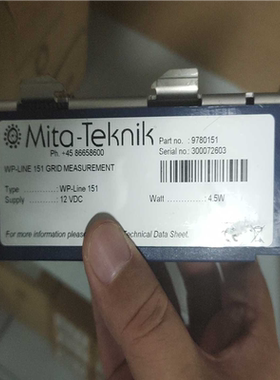 Mita-Teknik
Ph. +45 86658600
Part no. : 9780151
Serial no.: 300072603
WP-LINE 151 GRID MEASUREMENT
Type ..... : WP-Line 151
Supply ..... : 12 VDC
Watt ..... : 4.5W
For more information please Technical Data Sheet.